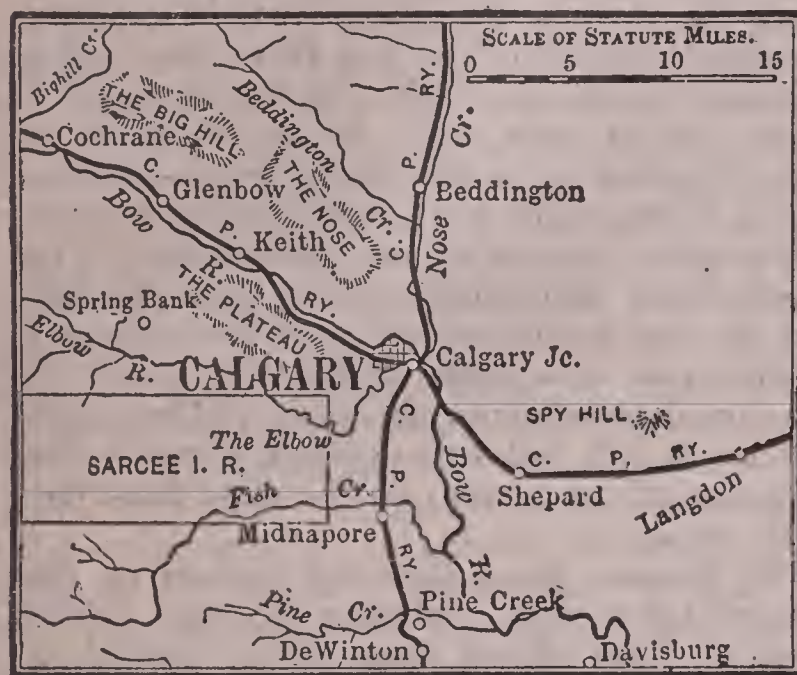 SCALE OF STATUTE MILES.
0 5 10 15
Bighill Cr.
THE BIG HILL
Beddington Cr.
RY.
P.
C.
Nose Cr.
Cochrane
C.
P.
RY.
Glenbow
THE NOSE
Beddington
Bow R.
Keith
THE PLATEAU
Spring Bank
Elbow R.
CALGARY
Calgary Jc.
SPY HILL
The Elbow
SARCEE I. R.
C.
P.
RY.
Bow R.
C.
P.
RY.
Shepard
Langdon
Fish Cr.
Midnapore
Pine Cr.
Pine Creek
DeWinton
Davisburg